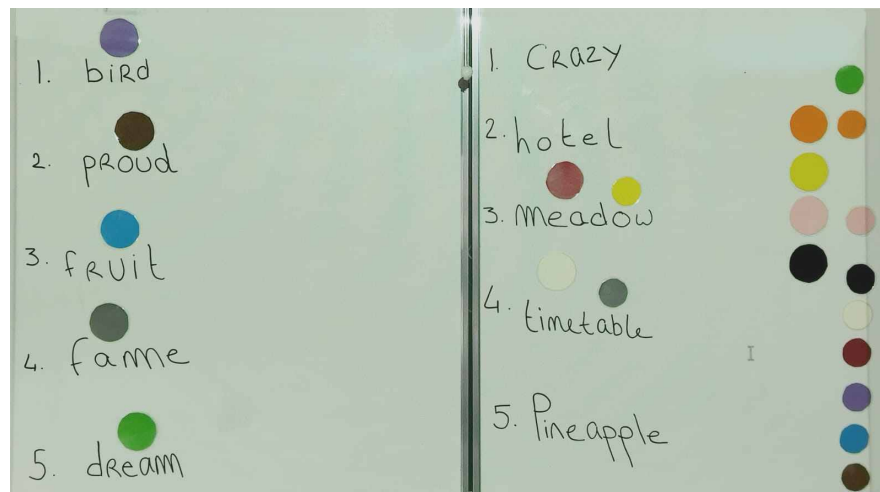 1. biRd
2. pRoud
3. fRuit
4. fame
5. dReam
1. CRazy
2. hotel
3. meadow
4. timetable
5. Pineapple